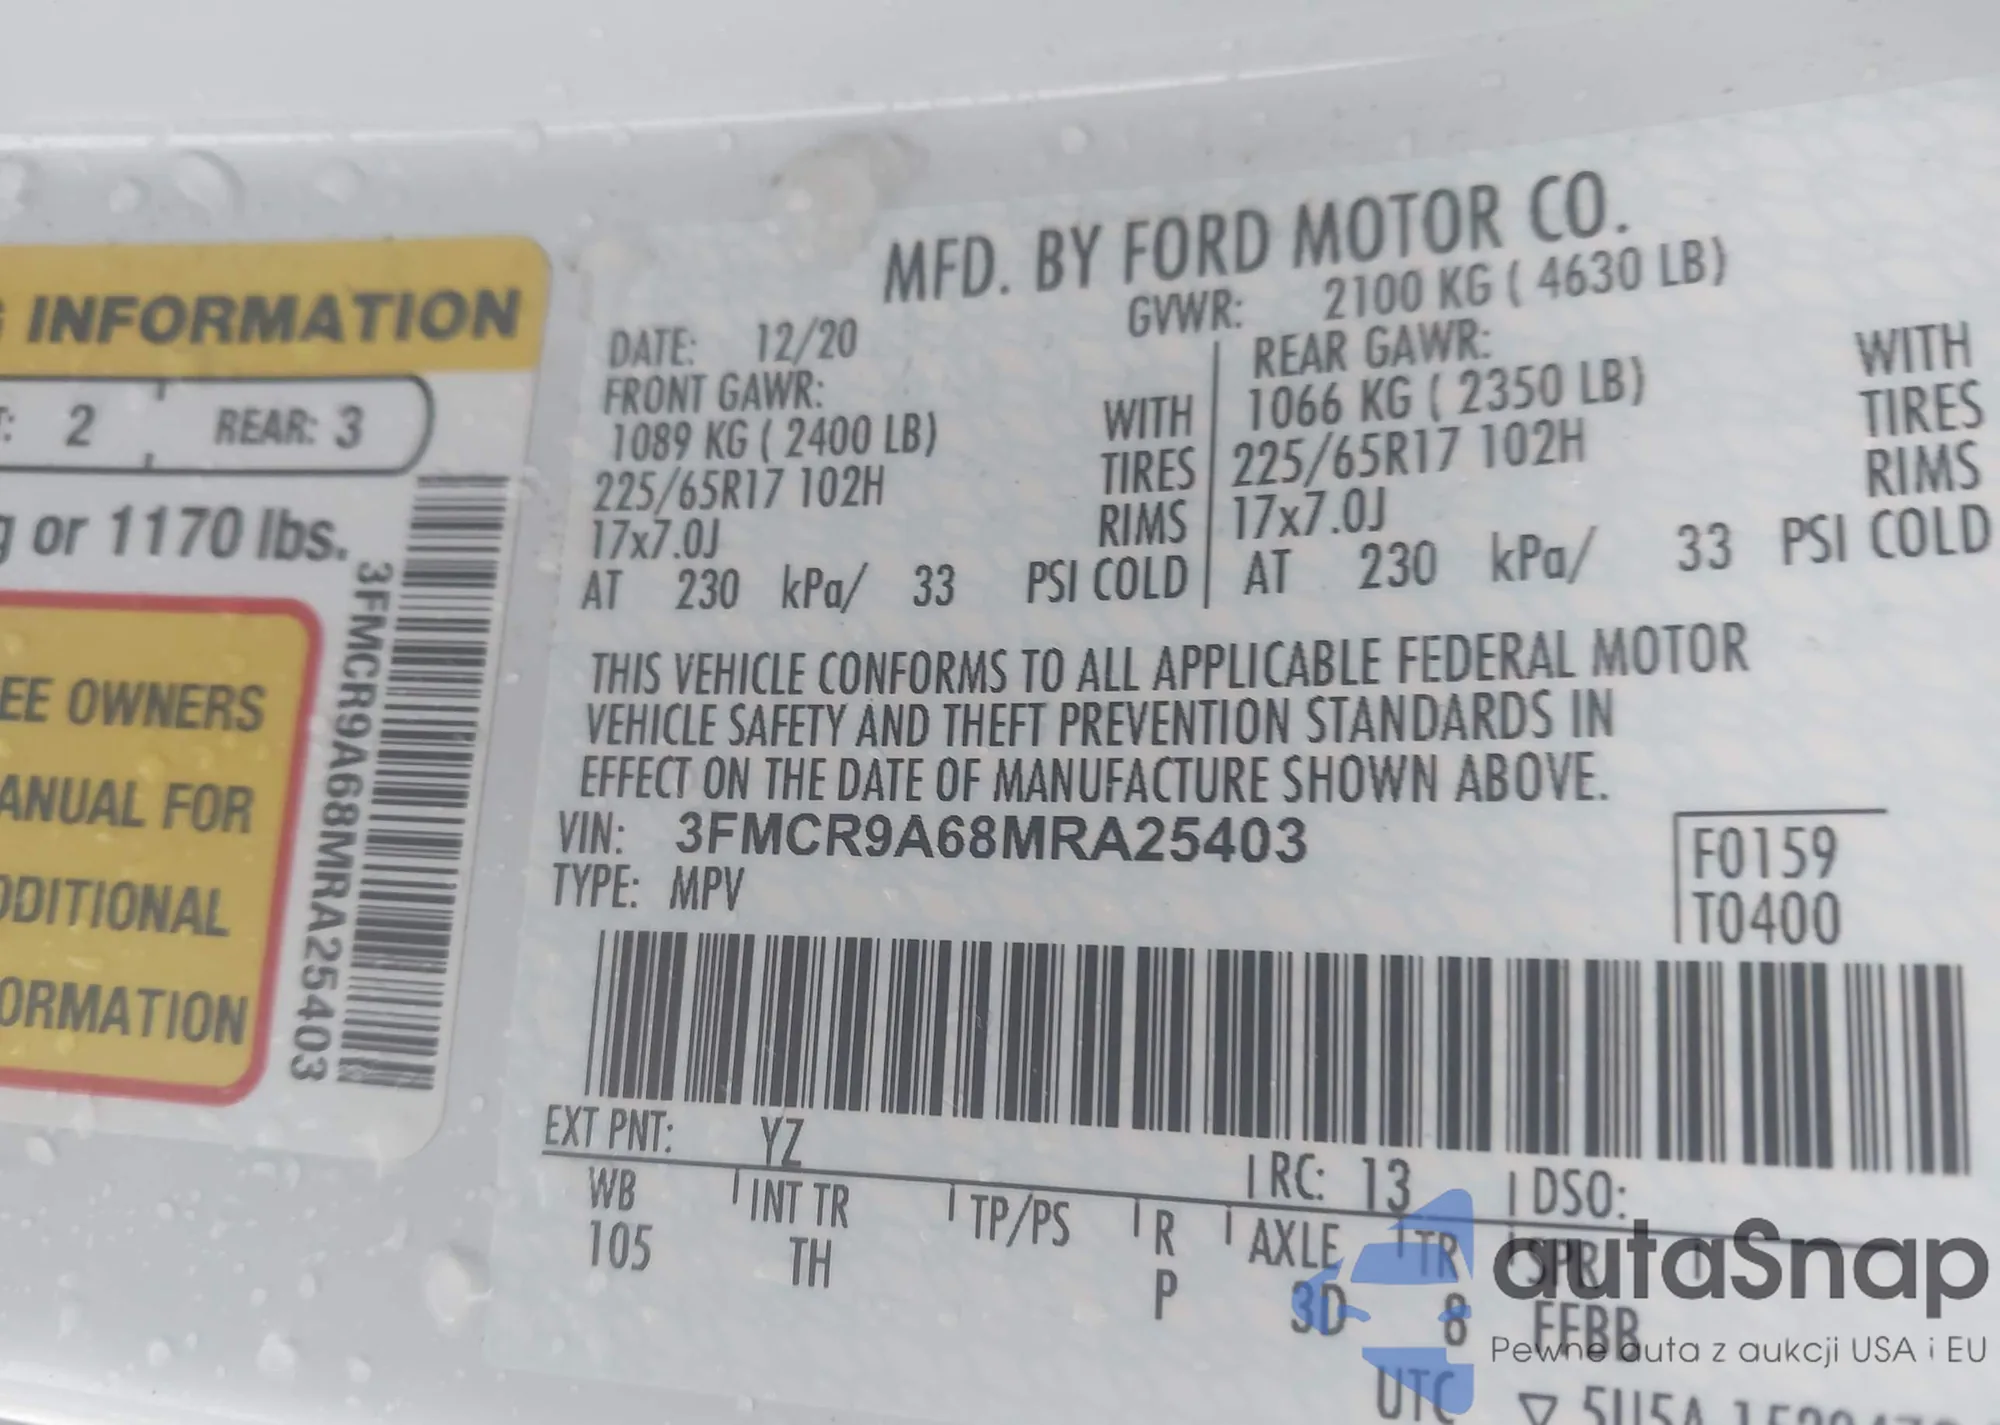 INFORMATION
2 REAR: 3
or 1170 lbs.
EE OWNERS
ANUAL FOR
DDITIONAL
ORMATION
3FMCR9A68MRA25403
MFD. BY FORD MOTOR CO.
DATE: 12/20 GVWR: 2100 KG ( 4630 LB)
FRONT GAWR:
1089 KG ( 2400 LB) WITH
225/65R17 102H TIRES
17x7.0J RIMS
AT 230 kPa/ 33 PSI COLD
REAR GAWR: WITH
1066 KG ( 2350 LB) TIRES
225/65R17 102H RIMS
17x7.0J
AT 230 kPa/ 33 PSI COLD
THIS VEHICLE CONFORMS TO ALL APPLICABLE FEDERAL MOTOR
VEHICLE SAFETY AND THEFT PREVENTION STANDARDS IN
EFFECT ON THE DATE OF MANUFACTURE SHOWN ABOVE.
VIN: 3FMCR9A68MRA25403
TYPE: MPV
F0159
T0400
EXT PNT: YZ RC: 13 DSO:
WB INT TR TP/PS R AXLE TR SPR
105 TH P 3D 8 EFBB
UTC
autaSnap
Pewne auta z aukcji USA i EU